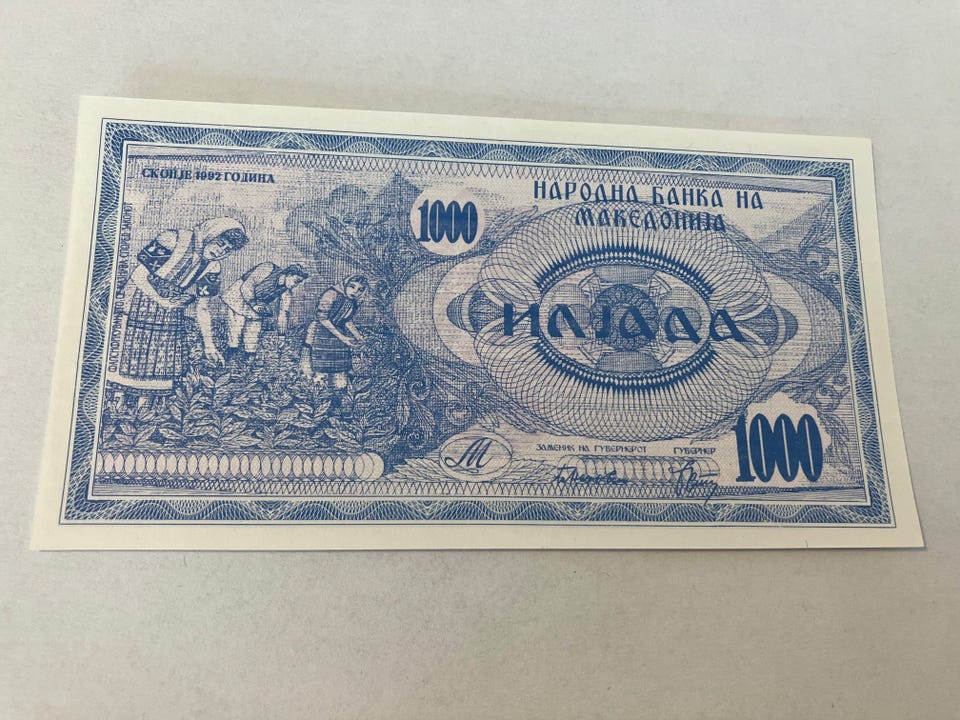 СКОПЈЕ 1992 ГОДИНА
1000
НАРОДНА БАНКА НА
МАКЕДОНИЈА
ИЛЈАДА
М
ЗАМЕНИК НА ГУВЕРНЕРОТ
ГУВЕРНЕР
1000